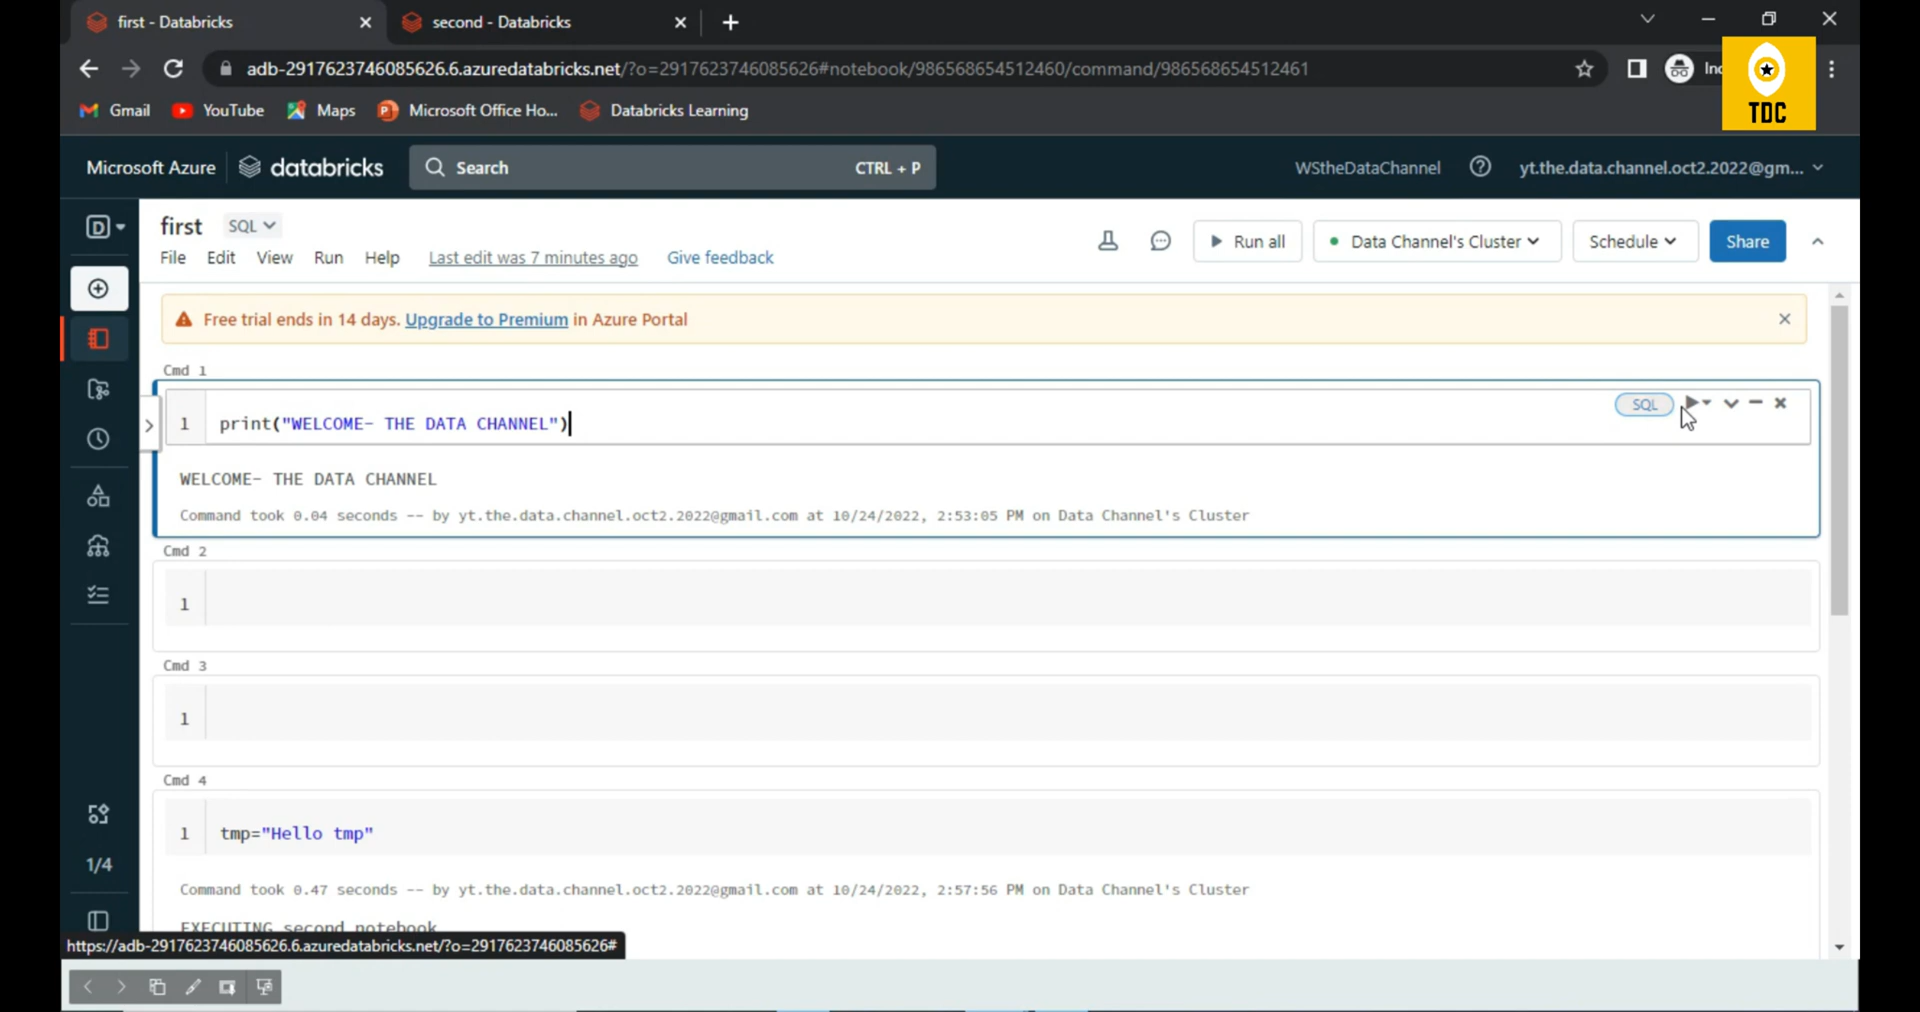 first - Databricks
second - Databricks
adb-2917623746085626.6.azuredatabricks.net/?o=2917623746085626#notebook/986568654512460/command/986568654512461
Inc
TDC
Gmail
YouTube
Maps
Microsoft Office Ho...
Databricks Learning
Microsoft Azure
databricks
Search
CTRL + P
WStheDataChannel
yt.the.data.channel.oct2.2022@gm...
first
SQL
File
Edit
View
Run
Help
Last edit was 7 minutes ago
Give feedback
Run all
Data Channel's Cluster
Schedule
Share
Free trial ends in 14 days. Upgrade to Premium in Azure Portal
Cmd 1
SQL
1 print("WELCOME- THE DATA CHANNEL")
WELCOME- THE DATA CHANNEL
Command took 0.04 seconds -- by yt.the.data.channel.oct2.2022@gmail.com at 10/24/2022, 2:53:05 PM on Data Channel's Cluster
Cmd 2
1
Cmd 3
1
Cmd 4
1 tmp="Hello tmp"
1/4
Command took 0.47 seconds -- by yt.the.data.channel.oct2.2022@gmail.com at 10/24/2022, 2:57:56 PM on Data Channel's Cluster
EXECUTING second notebook
https://adb-2917623746085626.6.azuredatabricks.net/?o=2917623746085626#